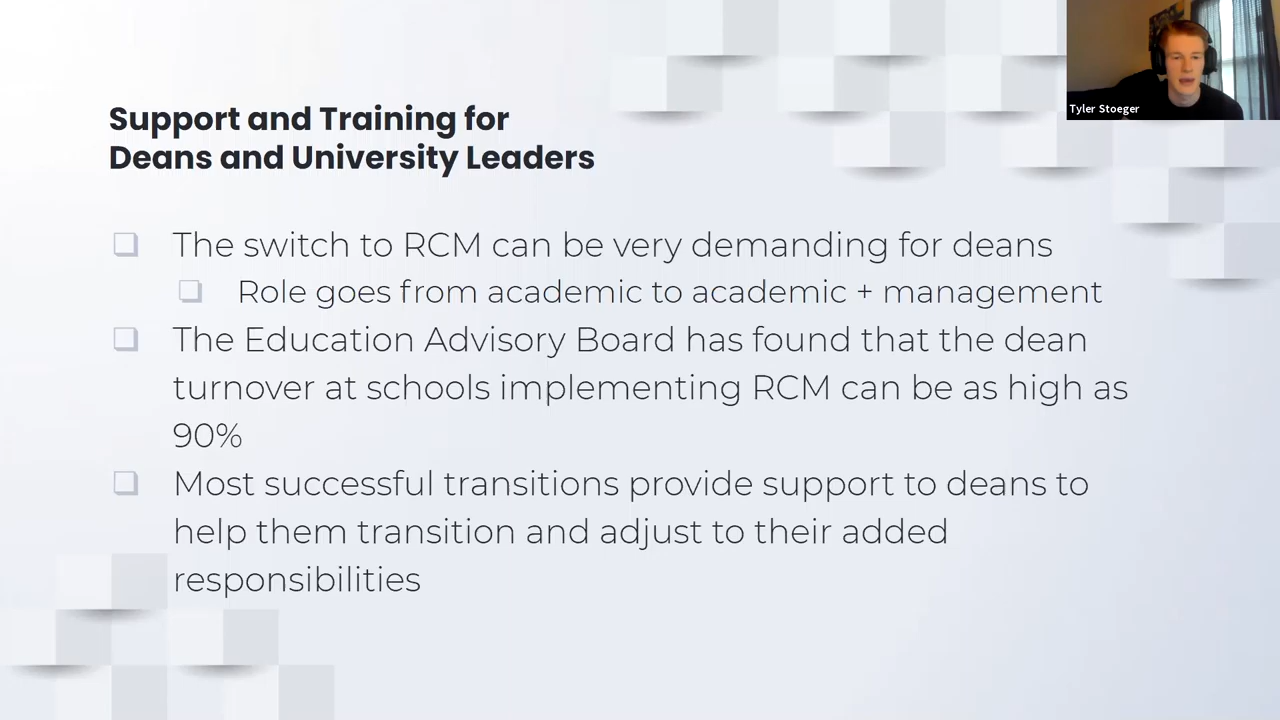 Tyler Stoeger
Support and Training for
Deans and University Leaders
The switch to RCM can be very demanding for deans
Role goes from academic to academic + management
The Education Advisory Board has found that the dean
turnover at schools implementing RCM can be as high as
90%
Most successful transitions provide support to deans to
help them transition and adjust to their added
responsibilities